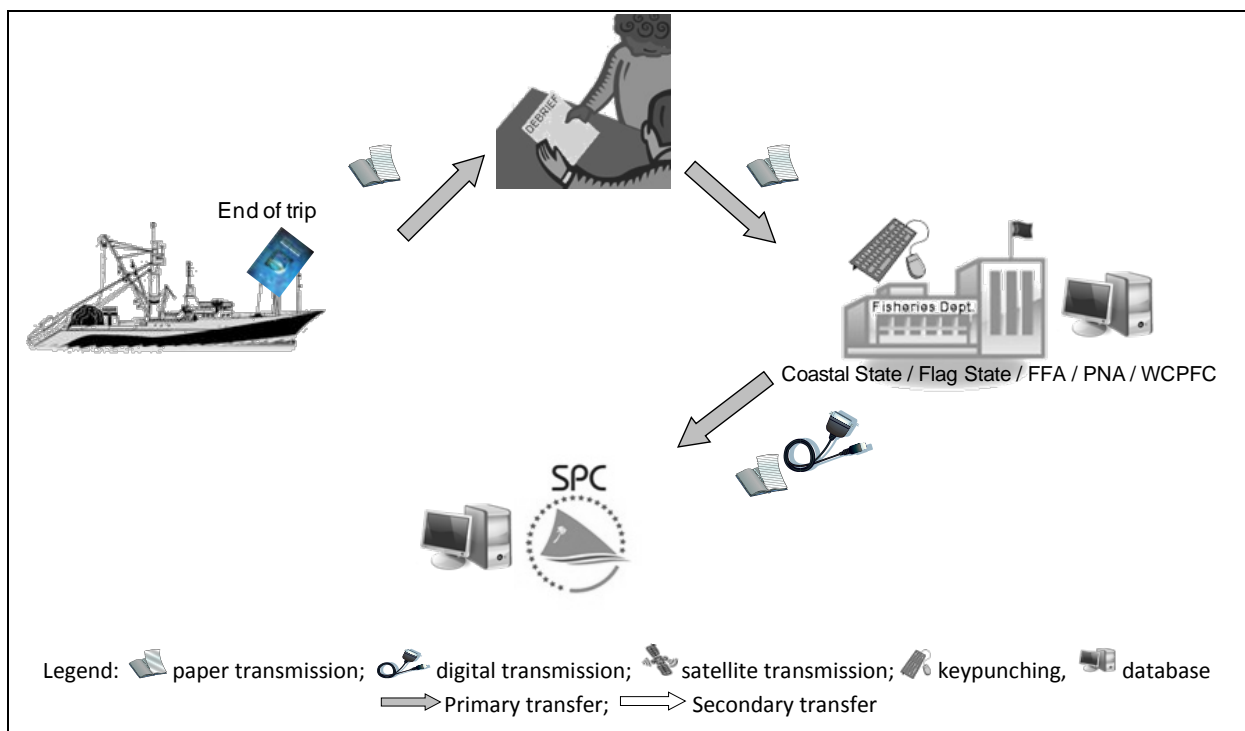 DEBRIEF
End of trip
Fisheries Dept.
Coastal State / Flag State / FFA / PNA / WCPFC
SPC
Legend: paper transmission; digital transmission; satellite transmission; keypunching, database
Primary transfer; Secondary transfer